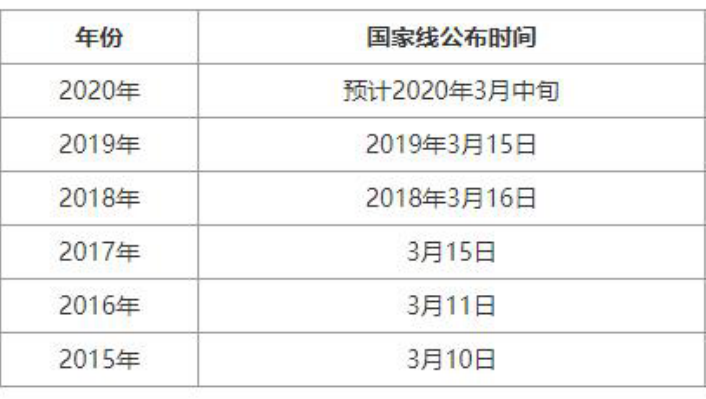 年份 国家线公布时间
2020年 预计2020年3月中旬
2019年 2019年3月15日
2018年 2018年3月16日
2017年 3月15日
2016年 3月11日
2015年 3月10日